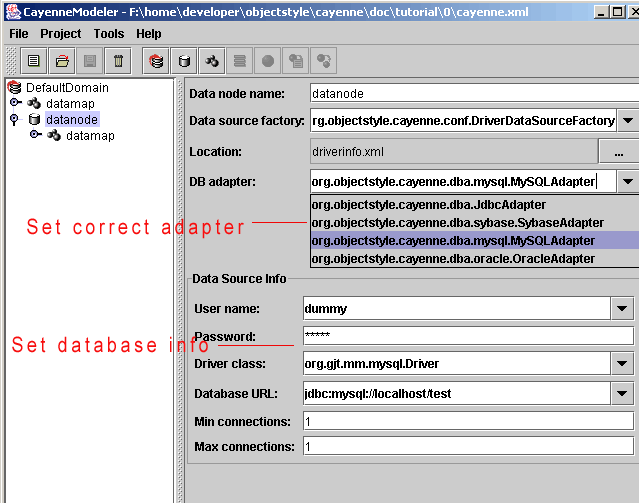 CayenneModeler - F:\home\developer\objectstyle\cayenne\doc\tutorial\0\cayenne.xml
File Project Tools Help
DefaultDomain
datamap
datanode
datamap
Data node name: datanode
Data source factory: rg.objectstyle.cayenne.conf.DriverDataSourceFactory
Location: driverinfo.xml ...
DB adapter: org.objectstyle.cayenne.dba.mysql.MySQLAdapter
org.objectstyle.cayenne.dba.JdbcAdapter
org.objectstyle.cayenne.dba.sybase.SybaseAdapter
org.objectstyle.cayenne.dba.mysql.MySQLAdapter
org.objectstyle.cayenne.dba.oracle.OracleAdapter
Set correct adapter
Data Source Info
User name: dummy
Password: *****
Set database info
Driver class: org.gjt.mm.mysql.Driver
Database URL: jdbc:mysql://localhost/test
Min connections: 1
Max connections: 1